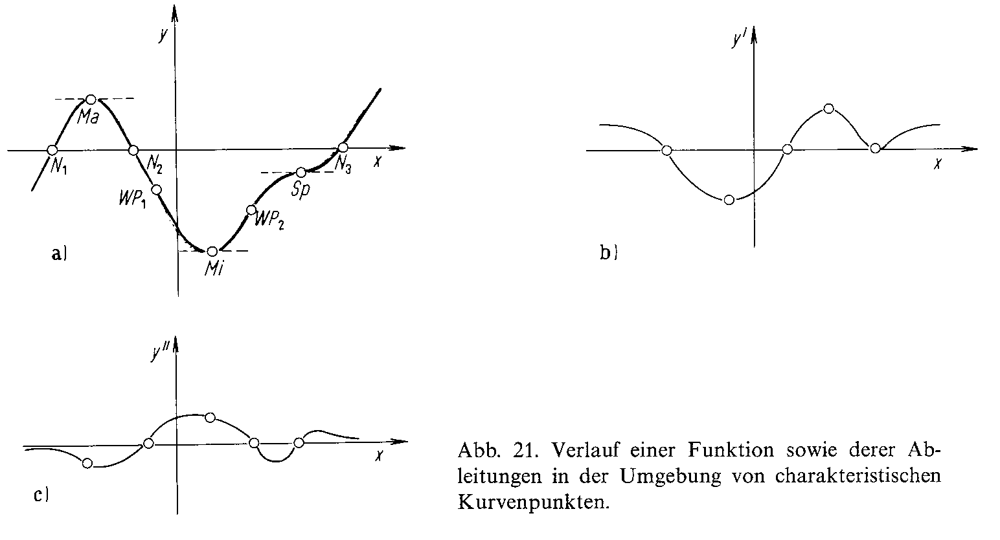 y
Ma
N₁
N₂
WP₁
WP₂
Sp
N₃
x
Mi
a)
y′
x
b)
y″
x
c)
Abb. 21. Verlauf einer Funktion sowie derer Ab-
leitungen in der Umgebung von charakteristischen
Kurvenpunkten.